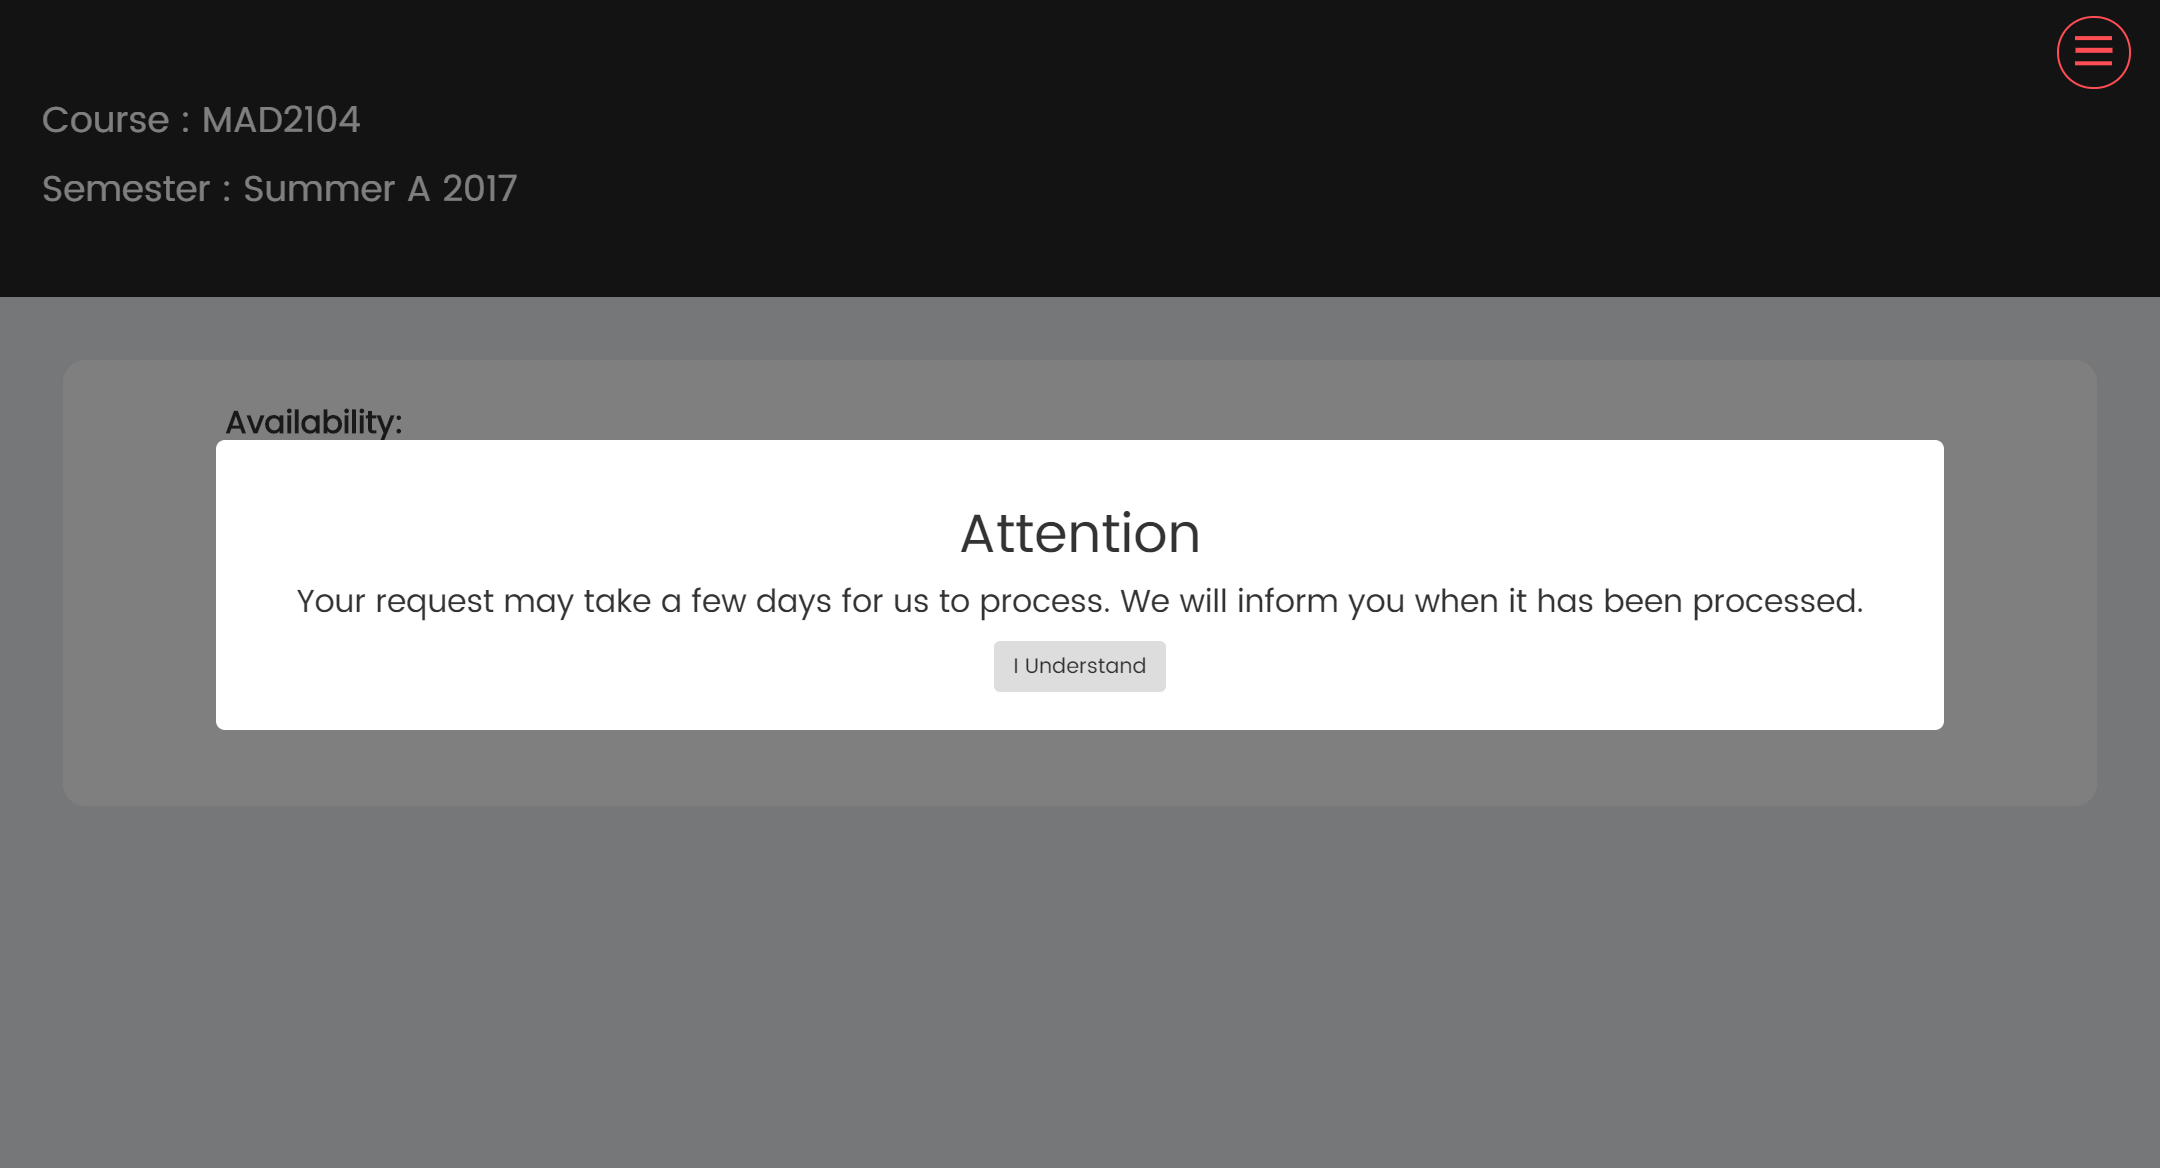 Course : MAD2104
Semester : Summer A 2017
Availability:
Attention
Your request may take a few days for us to process. We will inform you when it has been processed.
I Understand